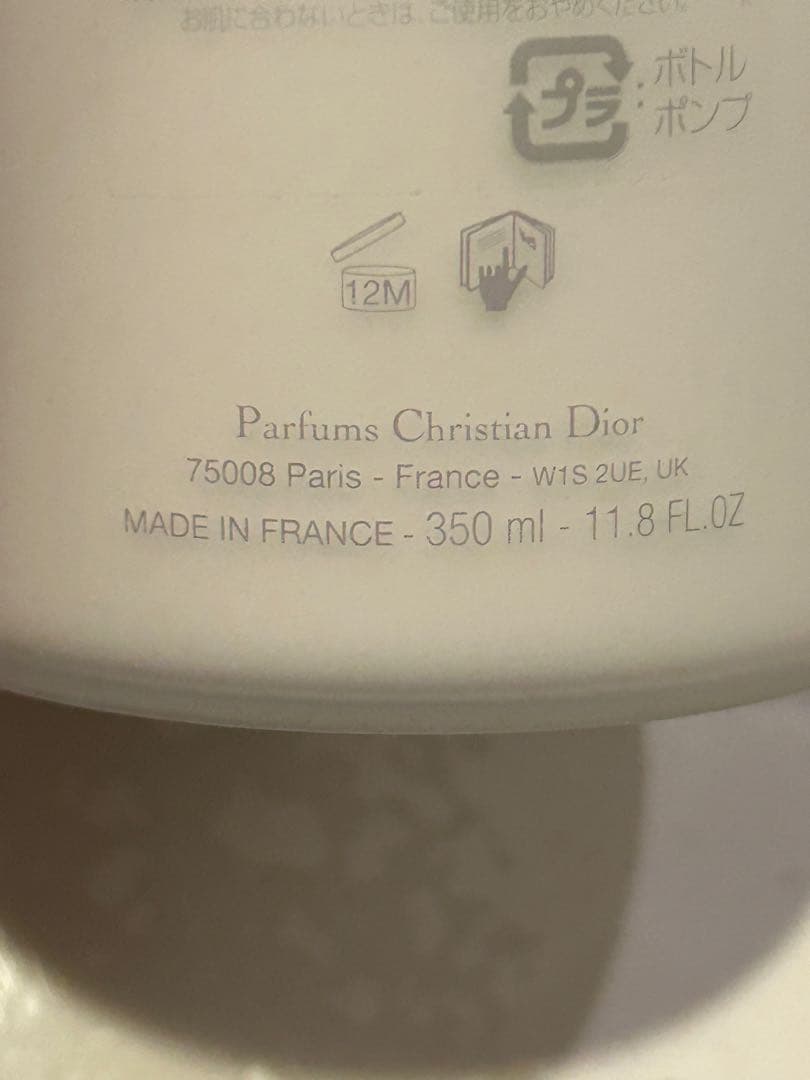 お肌に合わないときは、ご使用をおやめください。
プラ : ボトル
ポンプ
12M
Parfums Christian Dior
75008 Paris - France - W1S 2UE, UK
MADE IN FRANCE - 350 ml - 11.8 FL.OZ